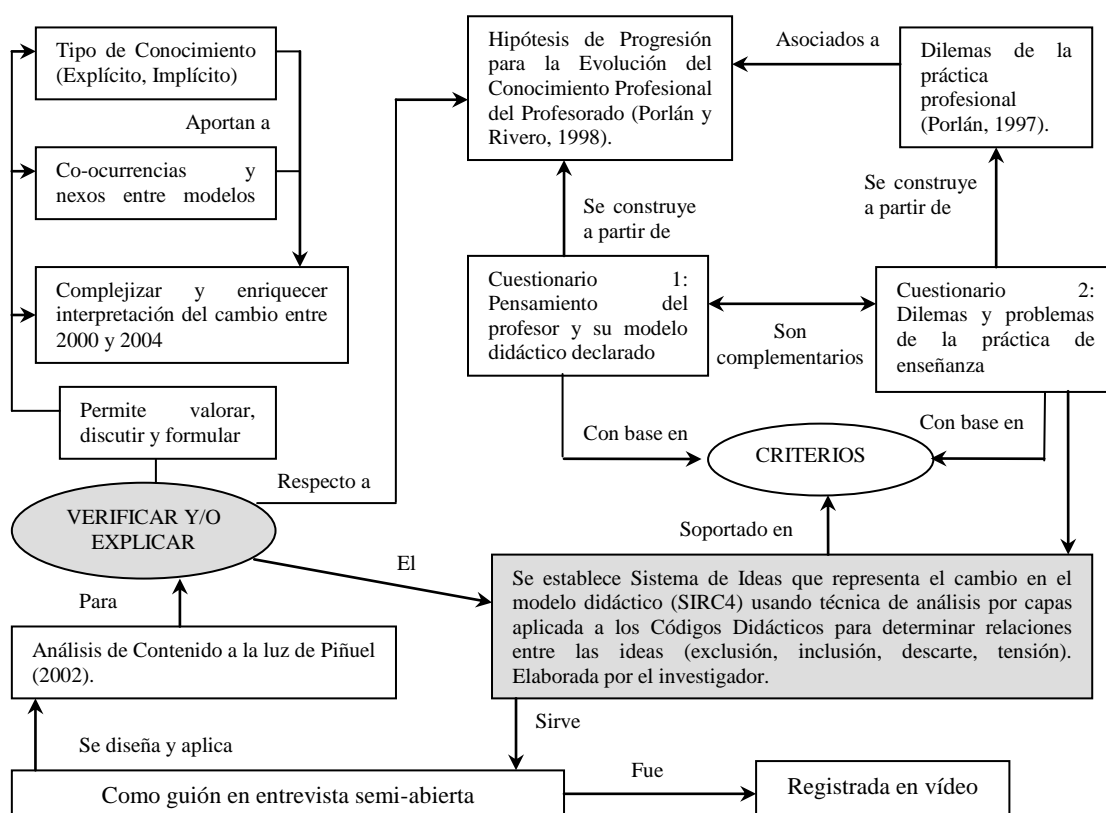 Tipo de Conocimiento
(Explícito, Implícito)
Aportan a
Co-ocurrencias y
nexos entre modelos
Complejizar y enriquecer
interpretación del cambio entre
2000 y 2004
Permite valorar,
discutir y formular
VERIFICAR Y/O
EXPLICAR
Para
Análisis de Contenido a la luz de Piñuel
(2002).
Se diseña y aplica
Respecto a
El
Hipótesis de Progresión
para la Evolución del
Conocimiento Profesional
del Profesorado (Porlán y
Rivero, 1998).
Asociados a
Dilemas de la
práctica
profesional
(Porlán, 1997).
Se construye
a partir de
Se construye
a partir de
Cuestionario 1:
Pensamiento del
profesor y su modelo
didáctico declarado
Son
complementarios
Cuestionario 2:
Dilemas y problemas
de la práctica de
enseñanza
Con base en
CRITERIOS
Con base en
Soportado en
Se establece Sistema de Ideas que representa el cambio en el
modelo didáctico (SIRC4) usando técnica de análisis por capas
aplicada a los Códigos Didácticos para determinar relaciones
entre las ideas (exclusión, inclusión, descarte, tensión).
Elaborada por el investigador.
Sirve
Como guión en entrevista semi-abierta
Fue
Registrada en vídeo